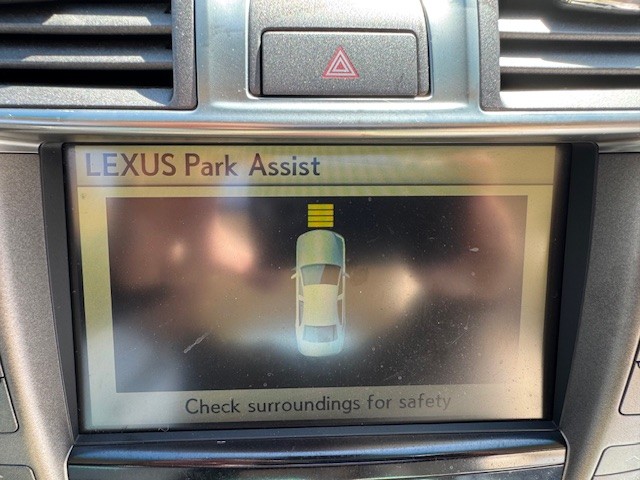 LEXUS Park Assist
Check surroundings for safety